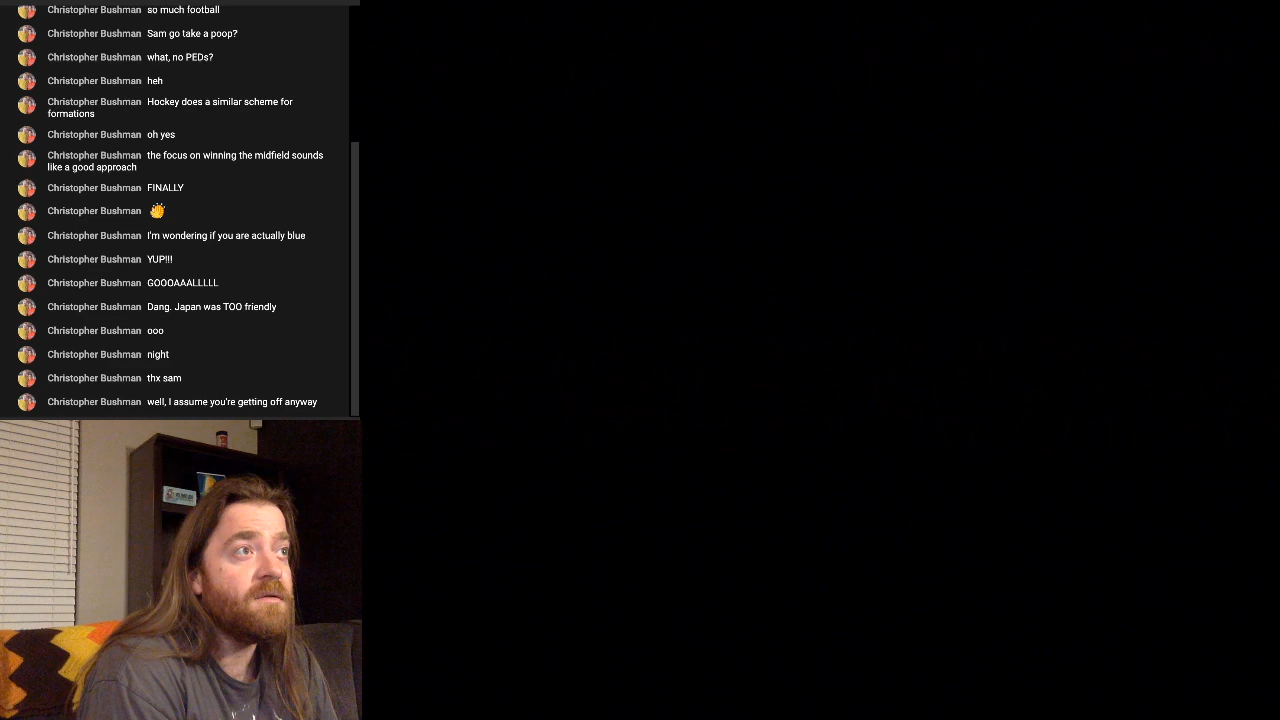 Christopher Bushman so much football
Christopher Bushman Sam go take a poop?
Christopher Bushman what, no PEDs?
Christopher Bushman heh
Christopher Bushman Hockey does a similar scheme for
formations
Christopher Bushman oh yes
Christopher Bushman the focus on winning the midfield sounds
like a good approach
Christopher Bushman FINALLY
Christopher Bushman 👏
Christopher Bushman I'm wondering if you are actually blue
Christopher Bushman YUP!!!
Christopher Bushman GOOOAAALLLLL
Christopher Bushman Dang. Japan was TOO friendly
Christopher Bushman ooo
Christopher Bushman night
Christopher Bushman thx sam
Christopher Bushman well, I assume you're getting off anyway